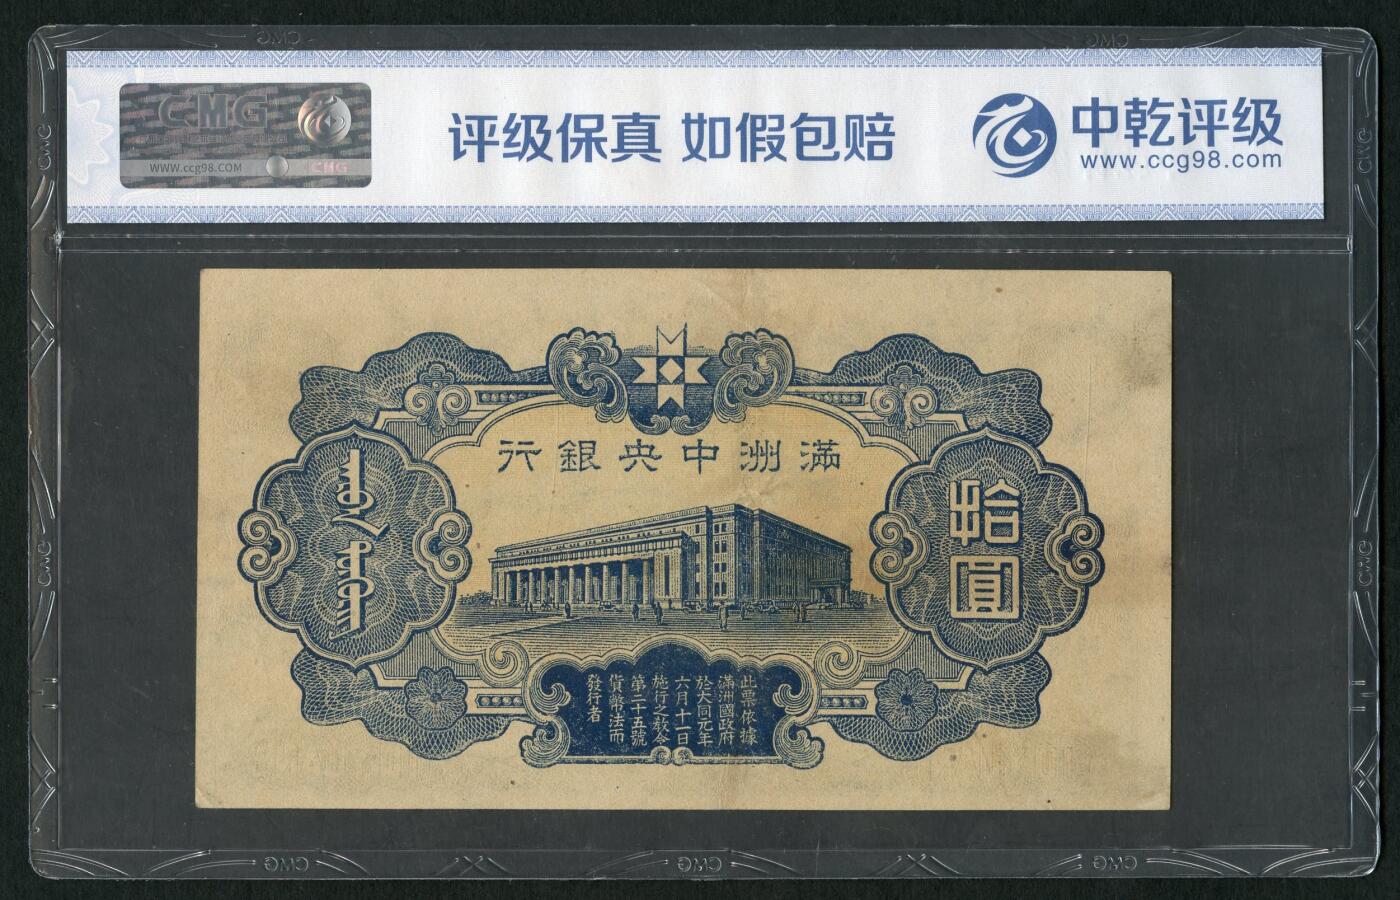 CMG
WWW.CCG98.COM
CMG
评级保真 如假包赔
中乾评级
www.ccg98.com
滿洲中央銀行
拾圓
此票依據
滿洲國政府
於大同元年
六月十一日
施行之敎令
第二十五號
貨幣法而
發行者